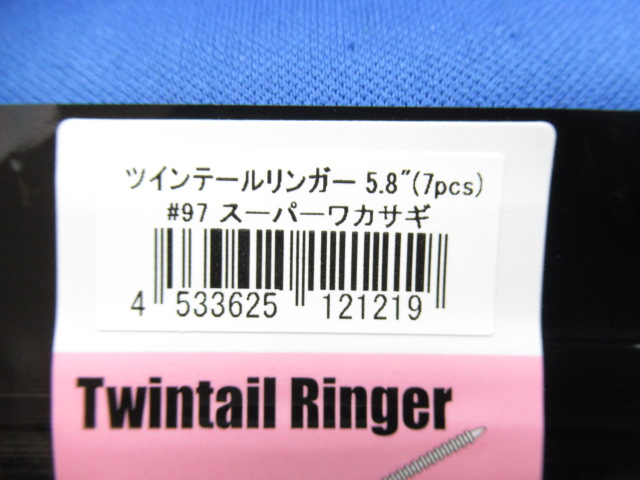 ツインテールリンガー 5.8"(7pcs)
#97 スーパーワカサギ
4 533625 121219
Twintail Ringer